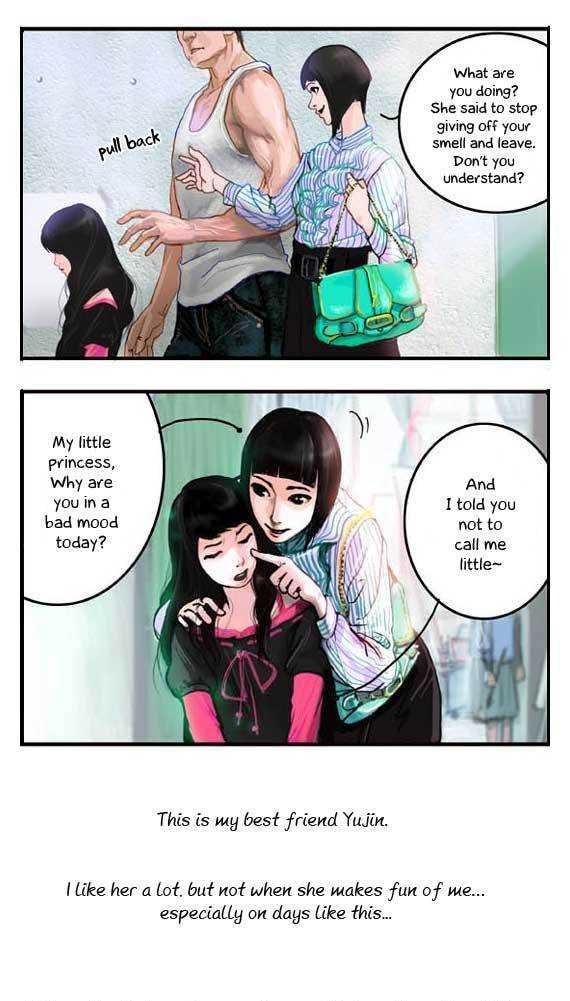 What are
you doing?
She said to stop
giving off your
smell and leave.
Don't you
understand?
pull back
My little
princess,
Why are
you in a
bad mood
today?
And
I told you
not to
call me
little~
This is my best friend Yujin.
I like her a lot, but not when she makes fun of me...
especially on days like this...